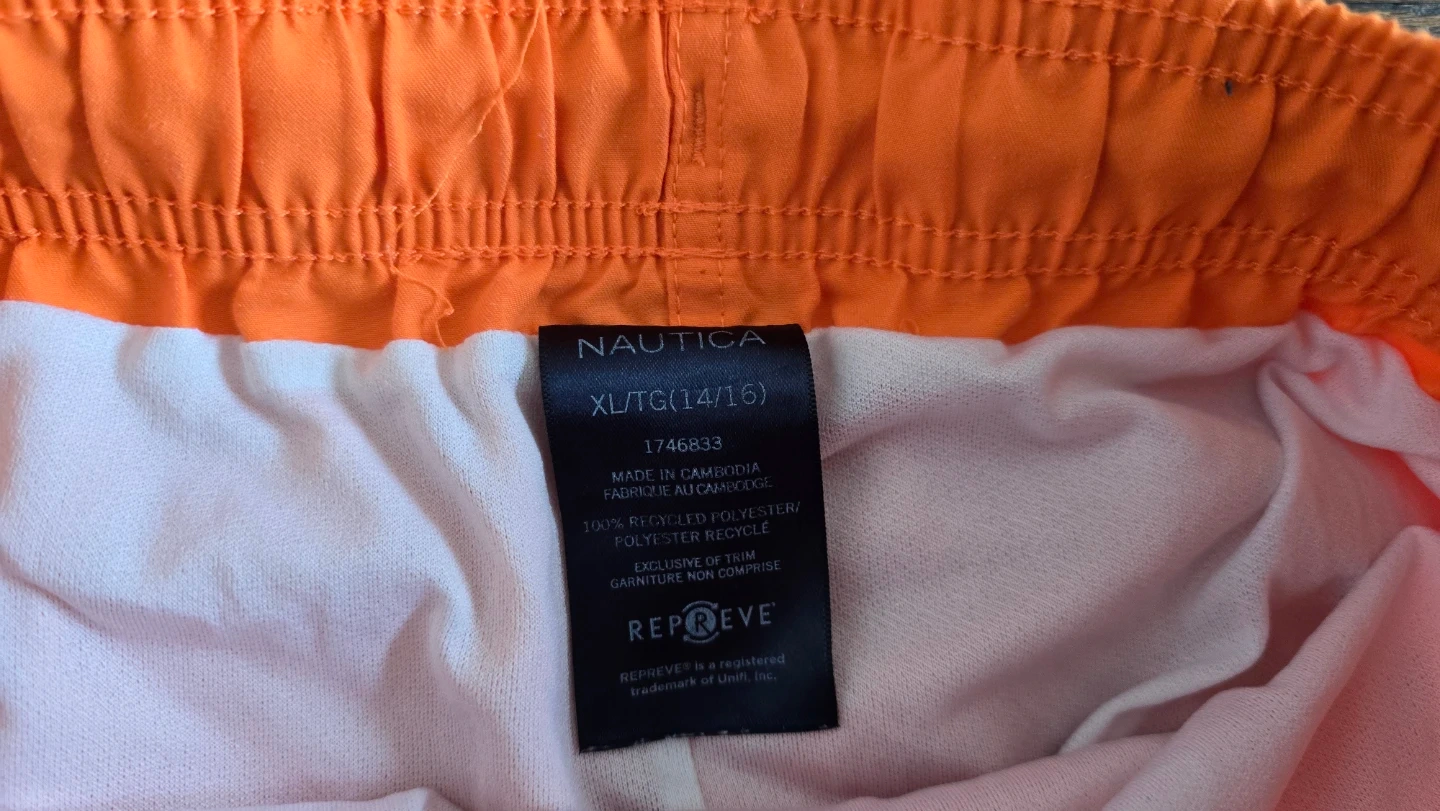 NAUTICA
XL/TG(14/16)
1746833
MADE IN CAMBODIA
FABRIQUE AU CAMBODGE
100% RECYCLED POLYESTER/
POLYESTER RECYCLÉ
EXCLUSIVE OF TRIM
GARNITURE NON COMPRISE
REPREVE®
REPREVE® is a registered
trademark of Unifi, Inc.